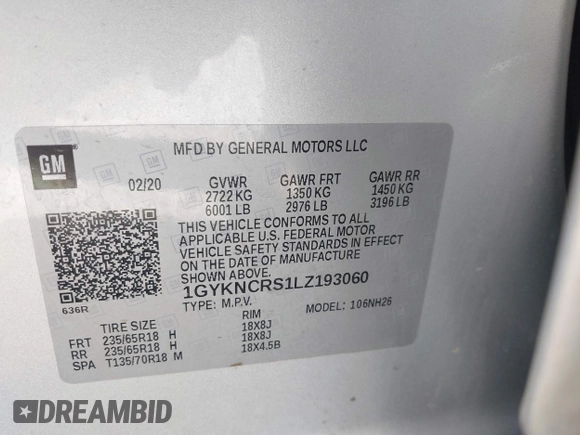 GM
MFD BY GENERAL MOTORS LLC
02/20 GVWR GAWR FRT GAWR RR
2722 KG 1350 KG 1450 KG
6001 LB 2976 LB 3196 LB
THIS VEHICLE CONFORMS TO ALL
APPLICABLE U.S. FEDERAL MOTOR
VEHICLE SAFETY STANDARDS IN EFFECT
ON THE DATE OF MANUFACTURE
SHOWN ABOVE.
1GYKNCRS1LZ193060
636R
TYPE: M.P.V. MODEL: 106NH26
TIRE SIZE RIM
FRT 235/65R18 H 18X8J
RR 235/65R18 H 18X8J
SPA T135/70R18 M 18X4.5B
DREAMBID